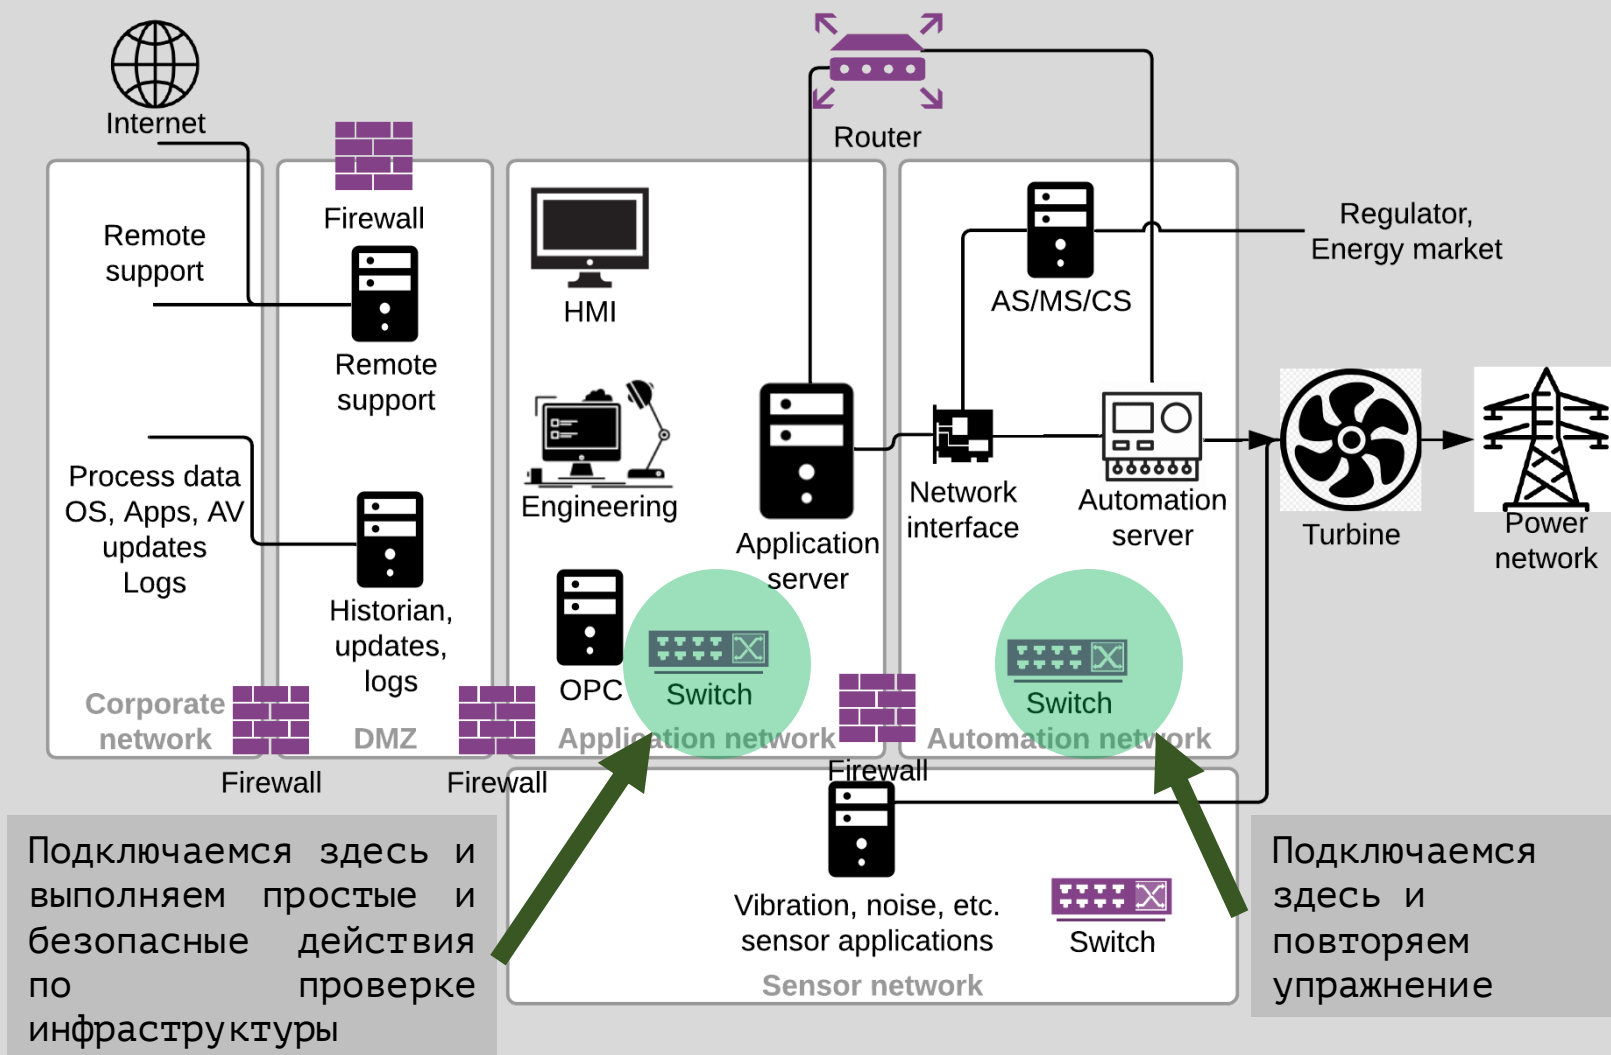 Internet
Router
Firewall
Remote
support
Remote
support
HMI
AS/MS/CS
Regulator,
Energy market
Process data
OS, Apps, AV
updates
Logs
Historian,
updates,
logs
Engineering
Application
server
Network
interface
Automation
server
Turbine
Power
network
OPC
Switch
Switch
Corporate
network
DMZ
Application network
Automation network
Firewall
Firewall
Firewall
Vibration, noise, etc.
sensor applications
Switch
Sensor network
Подключаемся здесь и
выполняем простые и
безопасные действия
по проверке
инфраструктуры
Подключаемся
здесь и
повторяем
упражнение